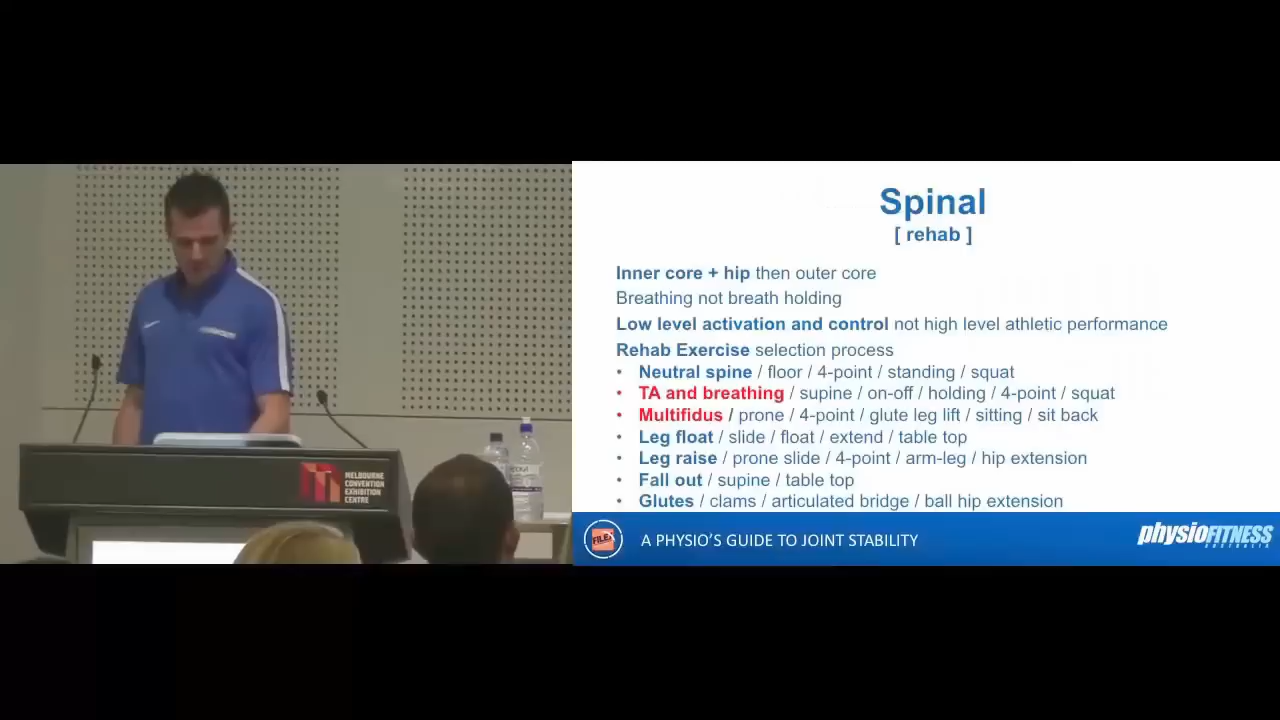 Spinal
[ rehab ]
Inner core + hip then outer core
Breathing not breath holding
Low level activation and control not high level athletic performance
Rehab Exercise selection process
• Neutral spine / floor / 4-point / standing / squat
• TA and breathing / supine / on-off / holding / 4-point / squat
• Multifidus / prone / 4-point / glute leg lift / sitting / sit back
• Leg float / slide / float / extend / table top
• Leg raise / prone slide / 4-point / arm-leg / hip extension
• Fall out / supine / table top
• Glutes / clams / articulated bridge / ball hip extension
FILEX
A PHYSIO'S GUIDE TO JOINT STABILITY
physioFITNESS
AUSTRALIA
MELBOURNE
CONVENTION
EXHIBITION
CENTRE